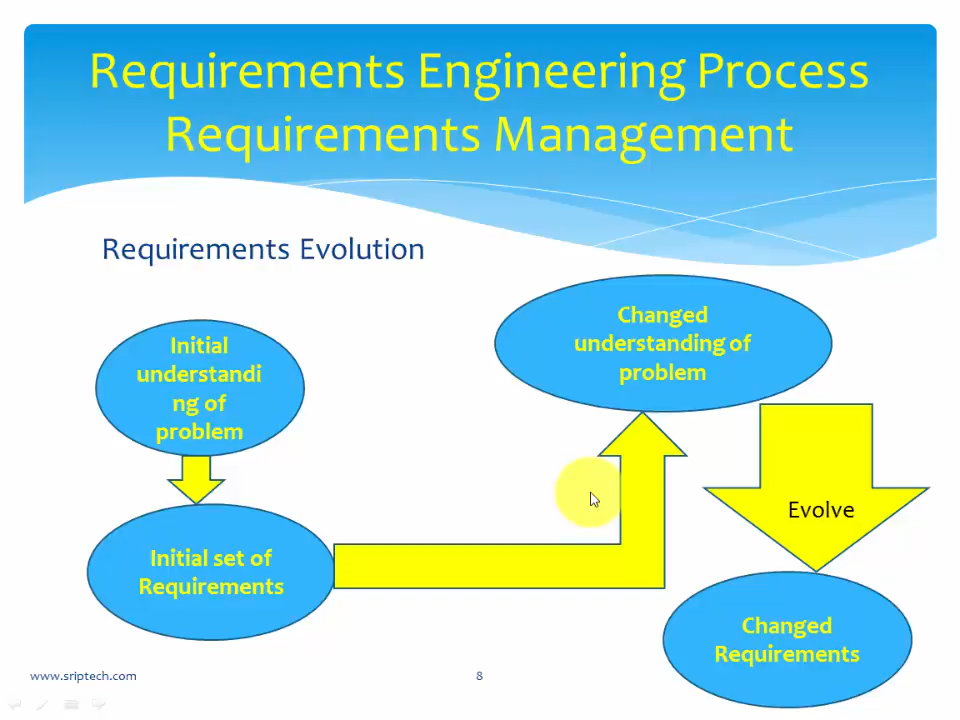 Requirements Engineering Process
Requirements Management
Requirements Evolution
Initial
understandi
ng of
problem
Initial set of
Requirements
Changed
understanding of
problem
Evolve
Changed
Requirements
www.sriptech.com
8